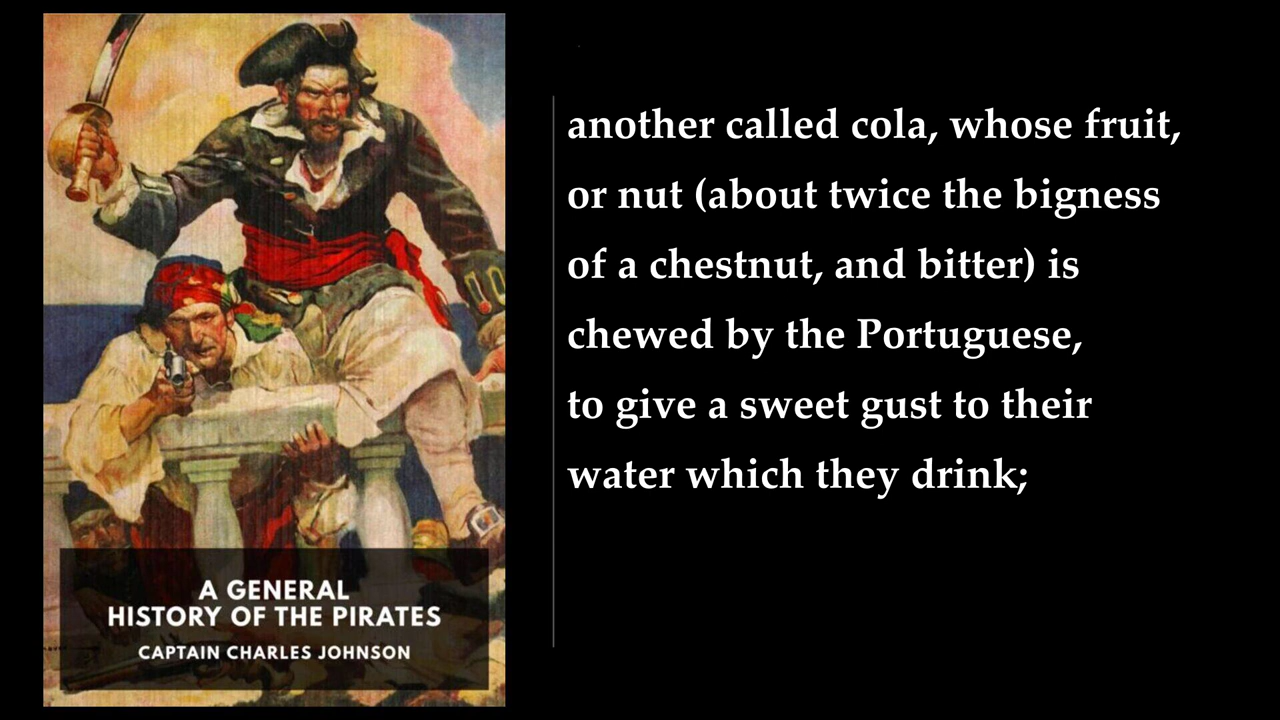 A GENERAL
HISTORY OF THE PIRATES
CAPTAIN CHARLES JOHNSON
another called cola, whose fruit,
or nut (about twice the bigness
of a chestnut, and bitter) is
chewed by the Portuguese,
to give a sweet gust to their
water which they drink;